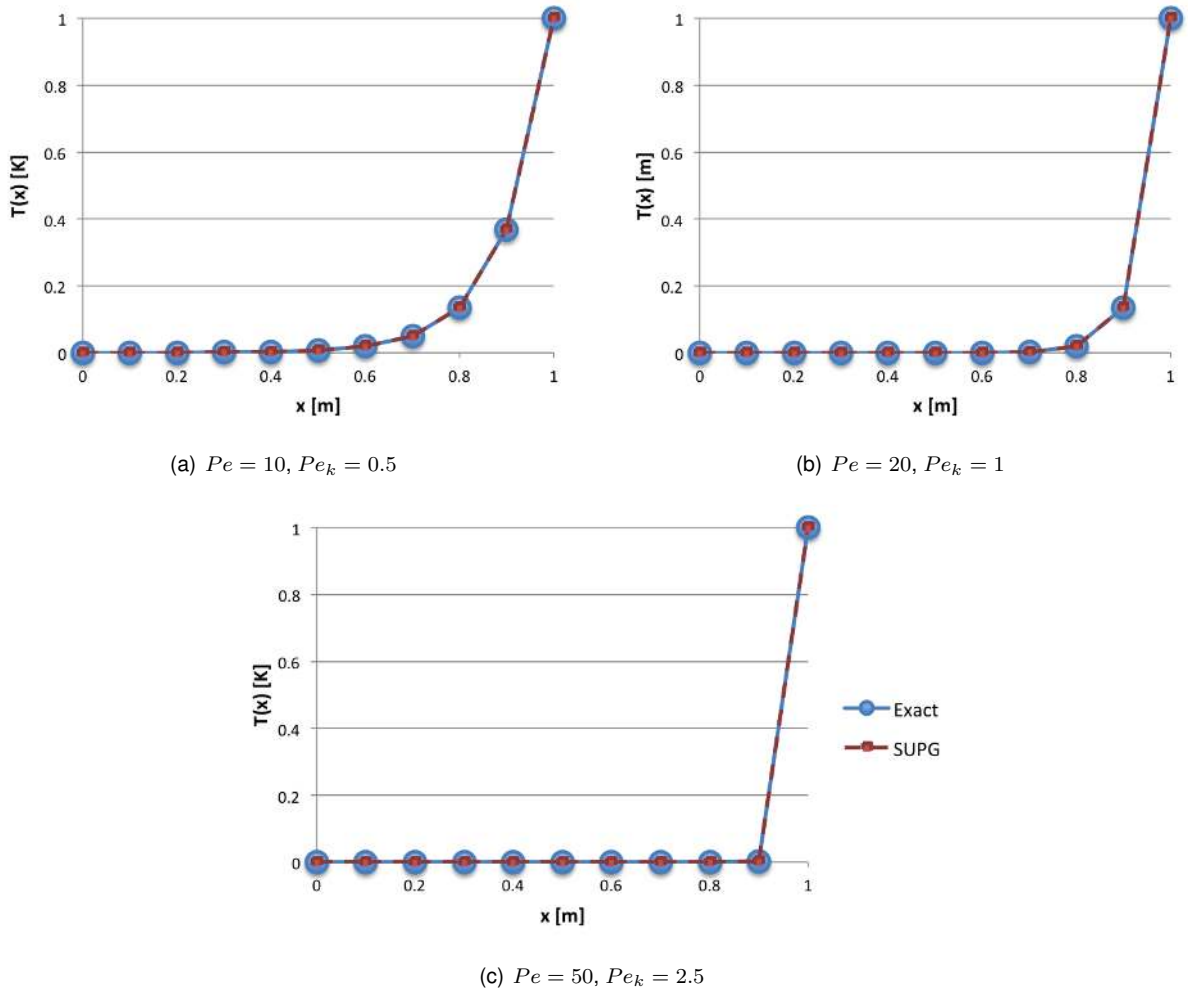 1
0.8
0.6
0.4
0.2
0
T(x) [K]
0 0.2 0.4 0.6 0.8 1
x [m]
(a) Pe = 10, Pe_k = 0.5
1
0.8
0.6
0.4
0.2
0
T(x) [m]
0 0.2 0.4 0.6 0.8 1
x [m]
(b) Pe = 20, Pe_k = 1
1
0.8
0.6
0.4
0.2
0
T(x) [K]
0 0.2 0.4 0.6 0.8 1
x [m]
Exact
SUPG
(c) Pe = 50, Pe_k = 2.5